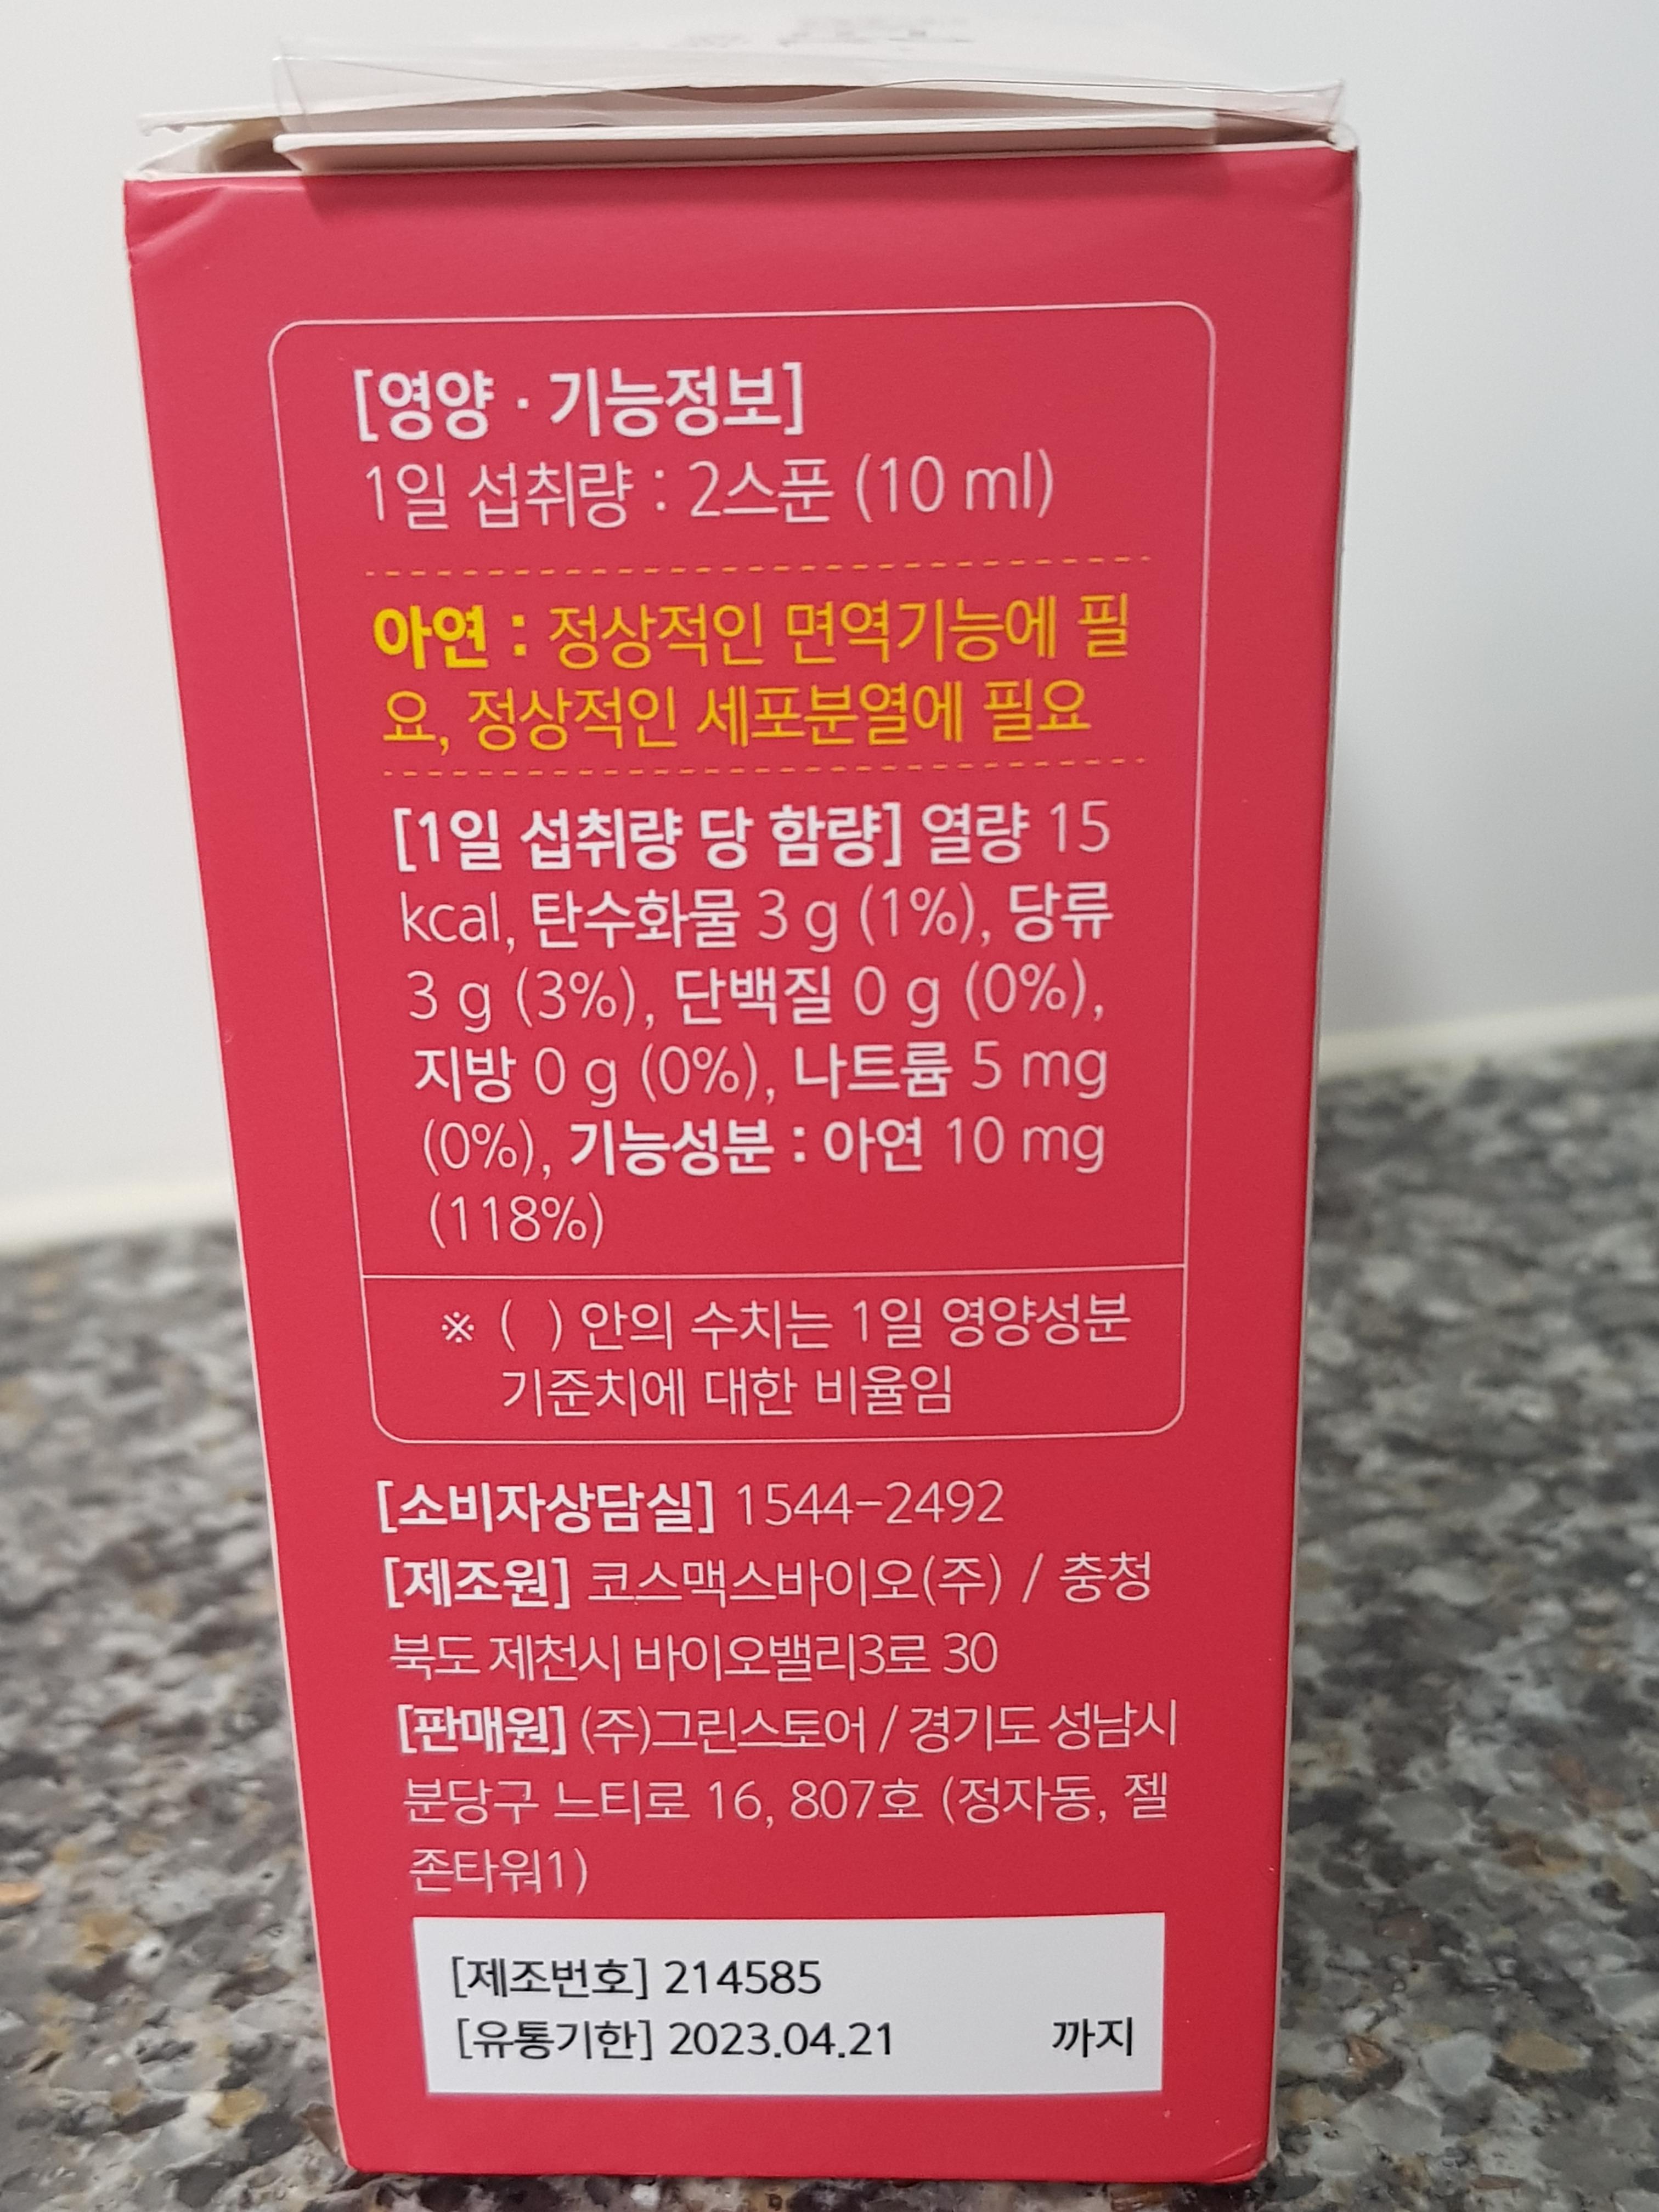 [영양 · 기능정보]
1일 섭취량 : 2스푼 (10 ml)
아연 : 정상적인 면역기능에 필
요, 정상적인 세포분열에 필요
[1일 섭취량 당 함량] 열량 15
kcal, 탄수화물 3 g (1%), 당류
3 g (3%), 단백질 0 g (0%),
지방 0 g (0%), 나트륨 5 mg
(0%), 기능성분 : 아연 10 mg
(118%)
※ ( ) 안의 수치는 1일 영양성분
기준치에 대한 비율임
[소비자상담실] 1544-2492
[제조원] 코스맥스바이오(주) / 충청
북도 제천시 바이오밸리3로 30
[판매원] (주)그린스토어 / 경기도 성남시
분당구 느티로 16, 807호 (정자동, 젤
존타워1)
[제조번호] 214585
[유통기한] 2023.04.21 까지